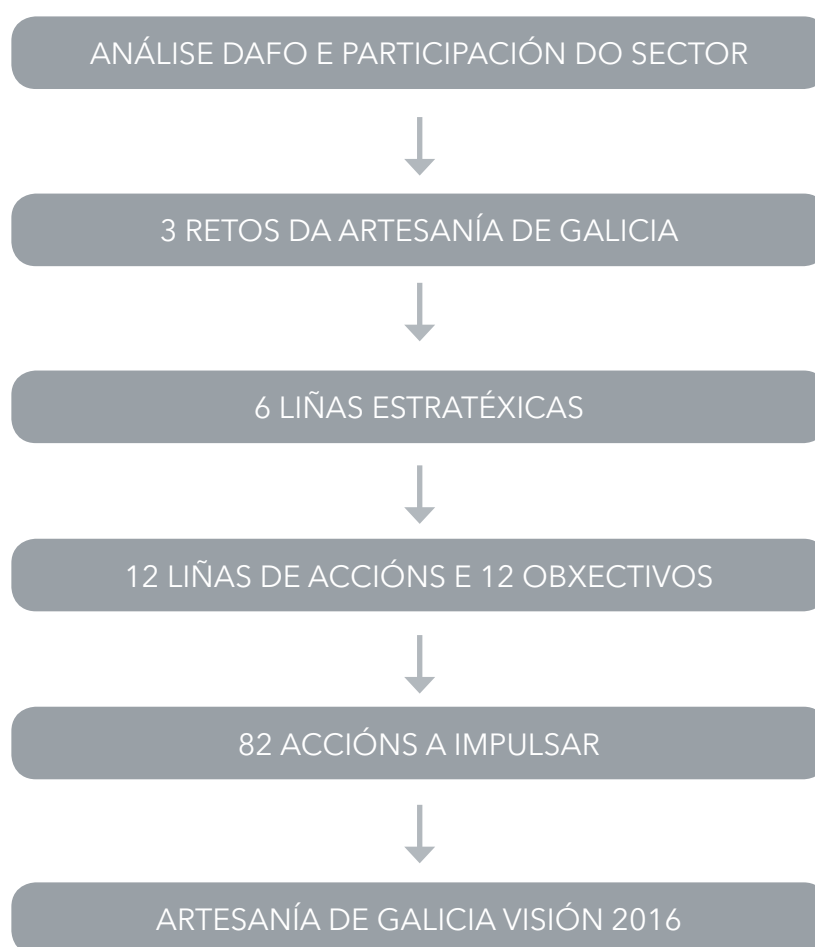 ANÁLISE DAFO E PARTICIPACIÓN DO SECTOR
3 RETOS DA ARTESANÍA DE GALICIA
6 LIÑAS ESTRATÉXICAS
12 LIÑAS DE ACCIÓNS E 12 OBXECTIVOS
82 ACCIÓNS A IMPULSAR
ARTESANÍA DE GALICIA VISIÓN 2016